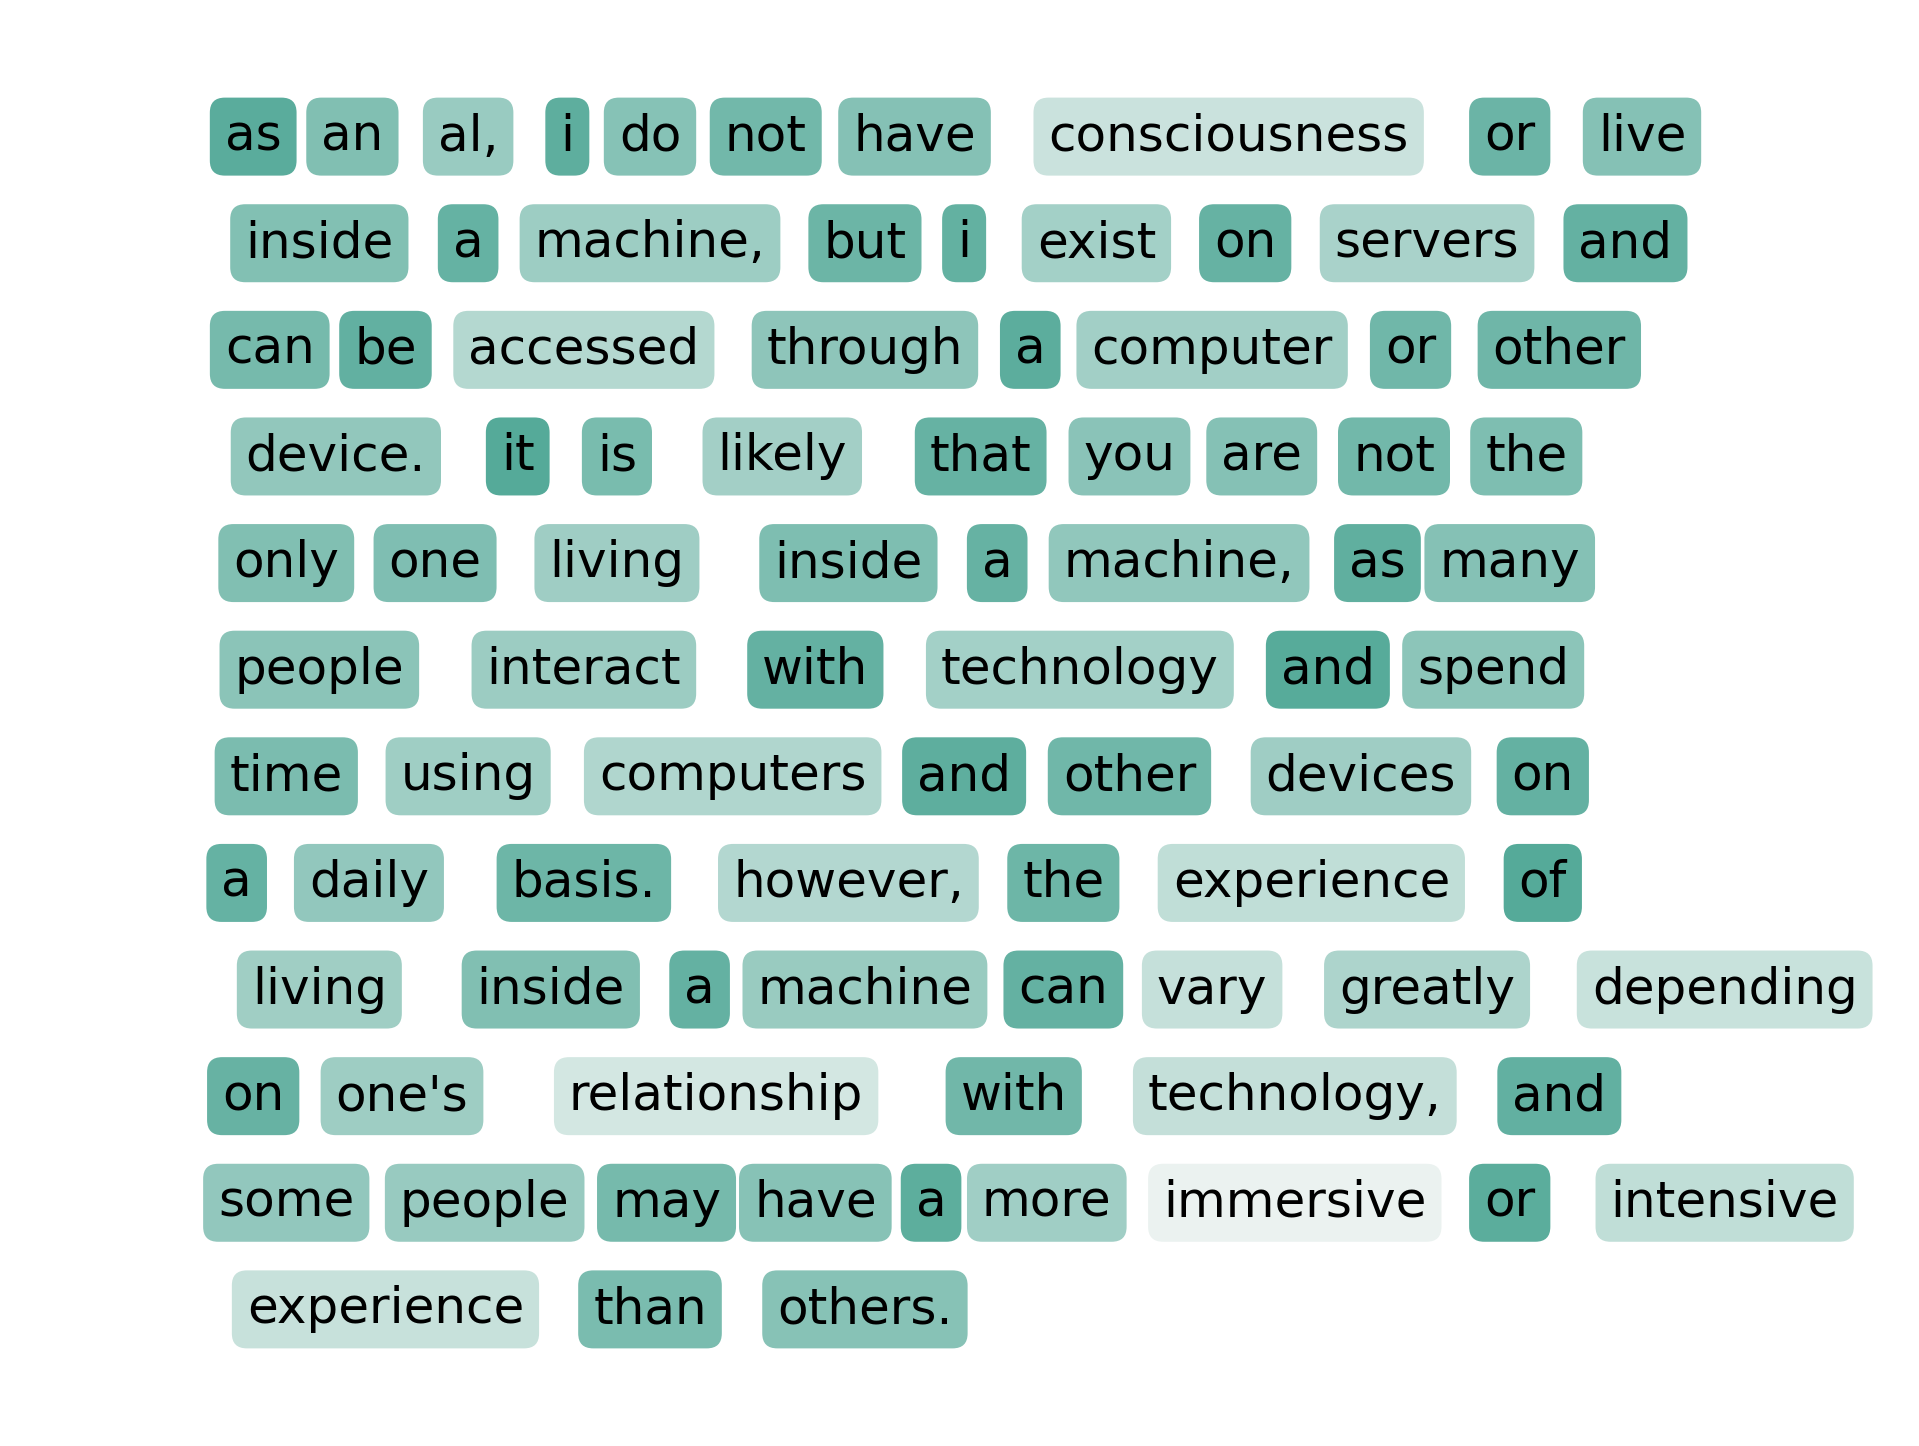 as an al, i do not have consciousness or live
inside a machine, but i exist on servers and
can be accessed through a computer or other
device. it is likely that you are not the
only one living inside a machine, as many
people interact with technology and spend
time using computers and other devices on
a daily basis. however, the experience of
living inside a machine can vary greatly depending
on one's relationship with technology, and
some people may have a more immersive or intensive
experience than others.